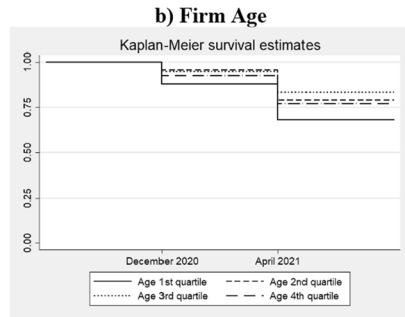 b) Firm Age
Kaplan-Meier survival estimates
1.00
0.75
0.50
0.25
0.00
December 2020 April 2021
Age 1st quartile Age 2nd quartile
Age 3rd quartile Age 4th quartile